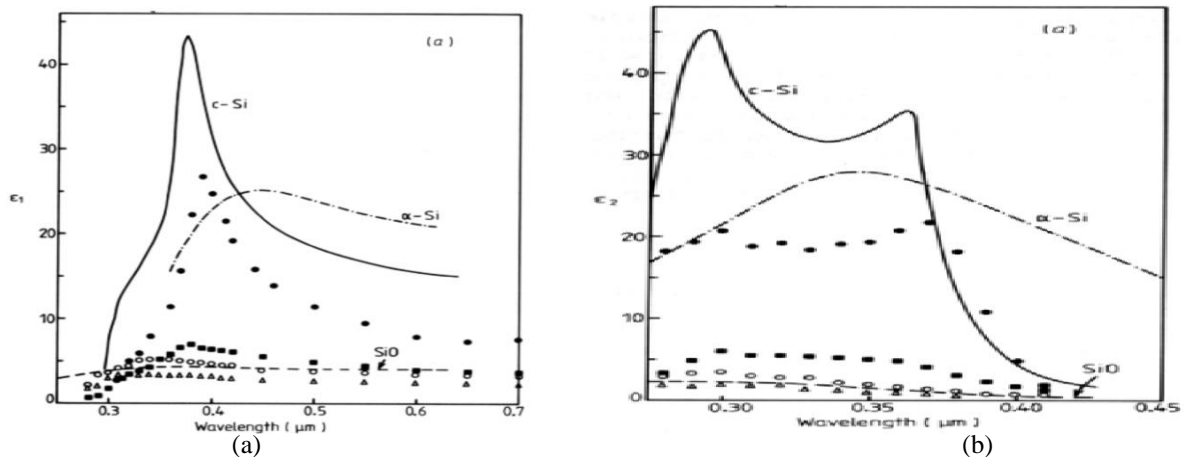 (a)
40
c-Si
30
ε₁
20
α-Si
10
SiO
0
0.3 0.4 0.5 0.6 0.7
Wavelength ( μm )
(a)
(a)
40
c-Si
30
ε₂
20
α-Si
10
SiO
0
0.30 0.35 0.40 0.45
Wavelength ( μm )
(b)